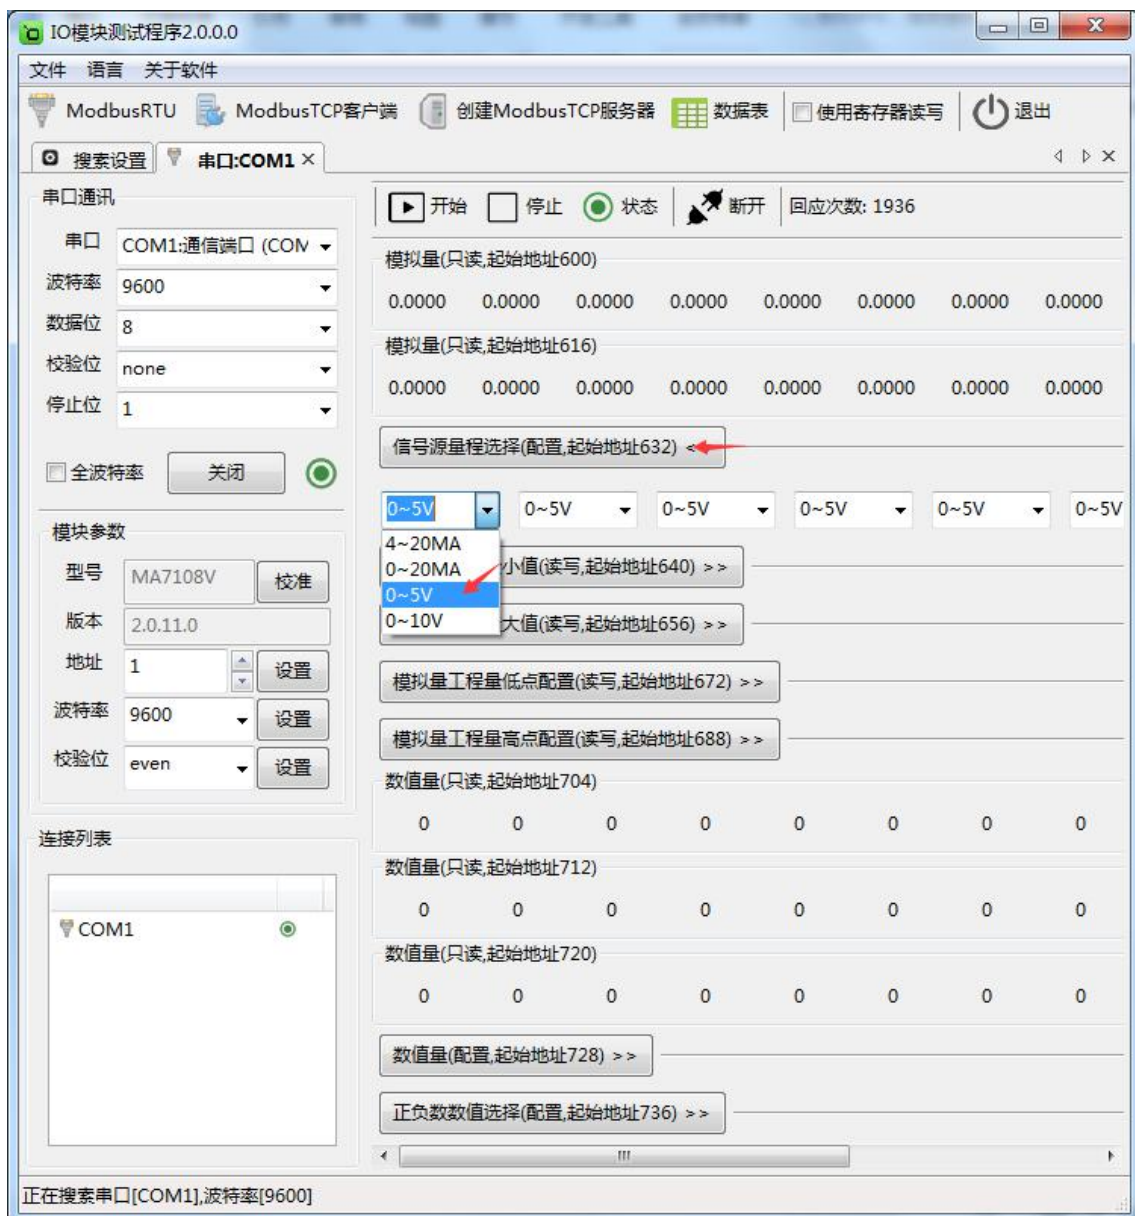 IO模块测试程序2.0.0.0
文件 语言 关于软件
ModbusRTU ModbusTCP客户端 创建ModbusTCP服务器 数据表 使用寄存器读写 退出
搜索设置 串口:COM1
串口通讯
串口 COM1:通信端口 (COM
波特率 9600
数据位 8
校验位 none
停止位 1
全波特率 关闭
模块参数
型号 MA7108V 校准
版本 2.0.11.0
地址 1 设置
波特率 9600 设置
校验位 even 设置
连接列表
COM1
开始 停止 状态 断开 回应次数: 1936
模拟量(只读,起始地址600)
0.0000 0.0000 0.0000 0.0000 0.0000 0.0000 0.0000 0.0000
模拟量(只读,起始地址616)
0.0000 0.0000 0.0000 0.0000 0.0000 0.0000 0.0000 0.0000
信号源量程选择(配置,起始地址632) <
0~5V 0~5V 0~5V 0~5V 0~5V 0~5V
4~20MA
0~20MA
0~5V
0~10V
小值(读写,起始地址640) >>
大值(读写,起始地址656) >>
模拟量工程量低点配置(读写,起始地址672) >>
模拟量工程量高点配置(读写,起始地址688) >>
数值量(只读,起始地址704)
0 0 0 0 0 0 0 0
数值量(只读,起始地址712)
0 0 0 0 0 0 0 0
数值量(只读,起始地址720)
0 0 0 0 0 0 0 0
数值量(配置,起始地址728) >>
正负数数值选择(配置,起始地址736) >>
正在搜索串口[COM1],波特率[9600]